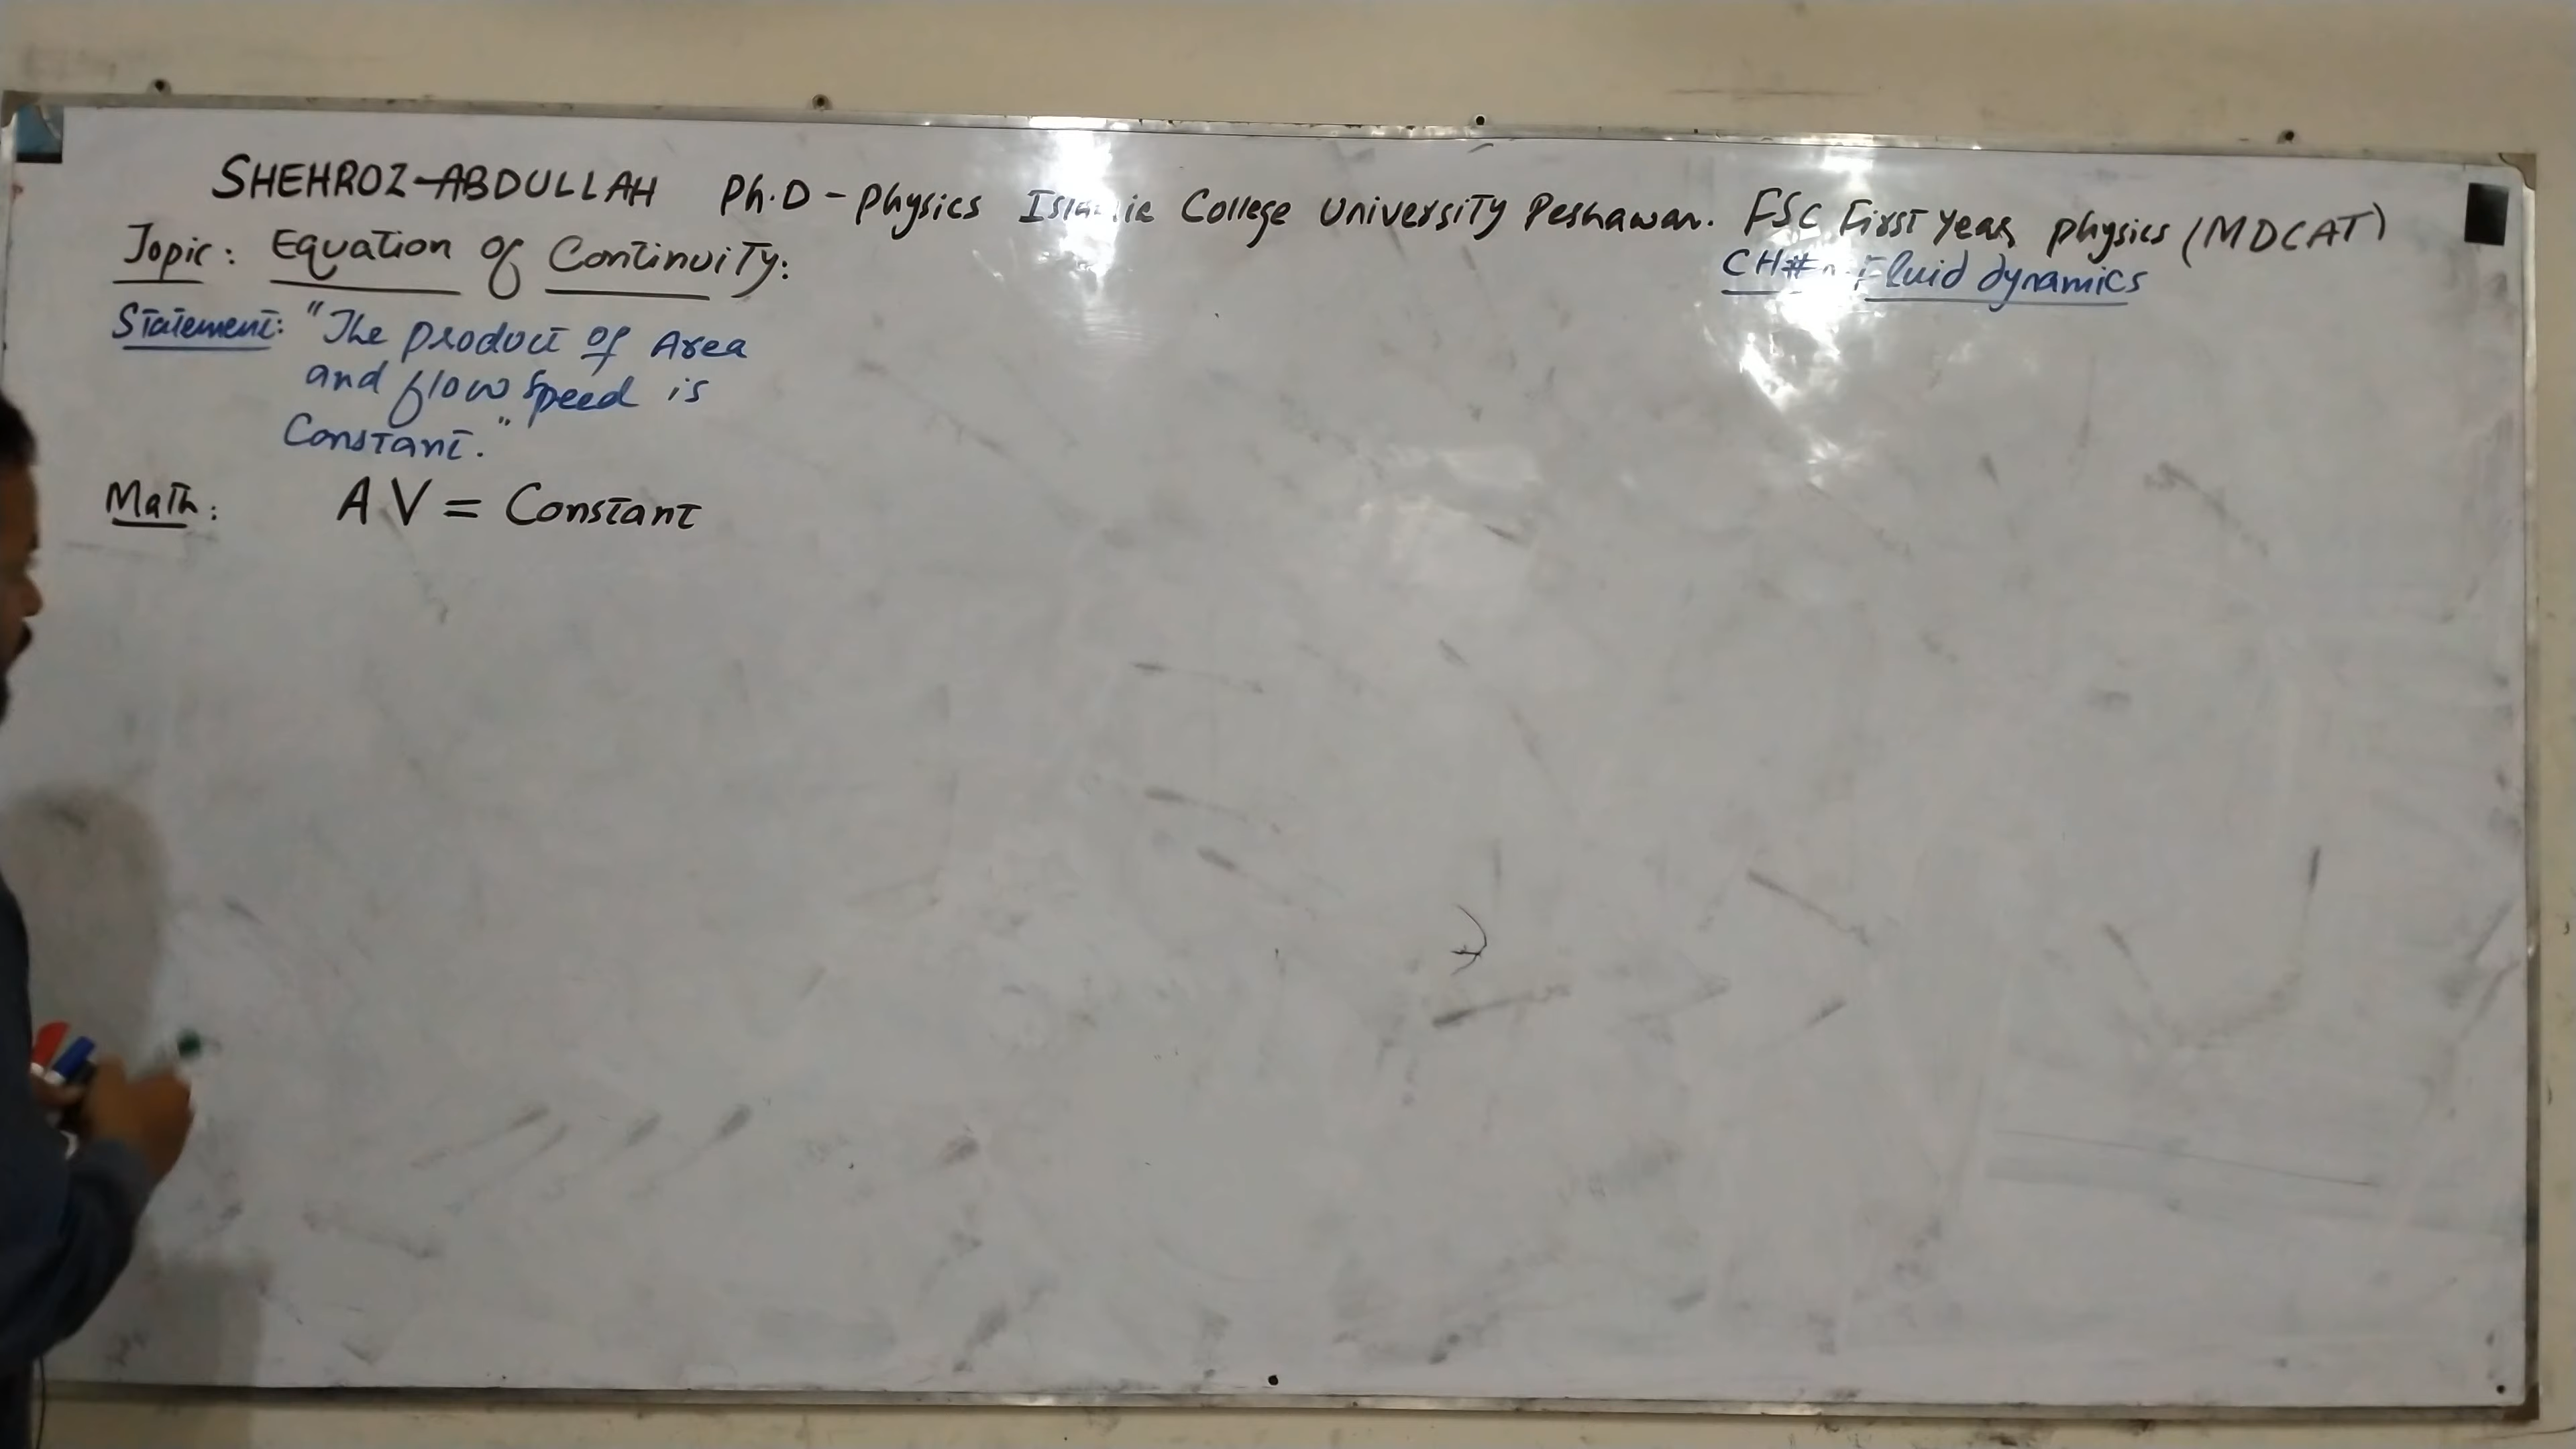 SHEHROZ-ABDULLAH Ph.D - Physics Islamic College University Peshawar. FSC First Year Physics (MDCAT)
Topic: Equation of Continuity:
CH# Fluid dynamics
Statement: "The product of Area
and flow speed is
Constant."
Math: AV = Constant